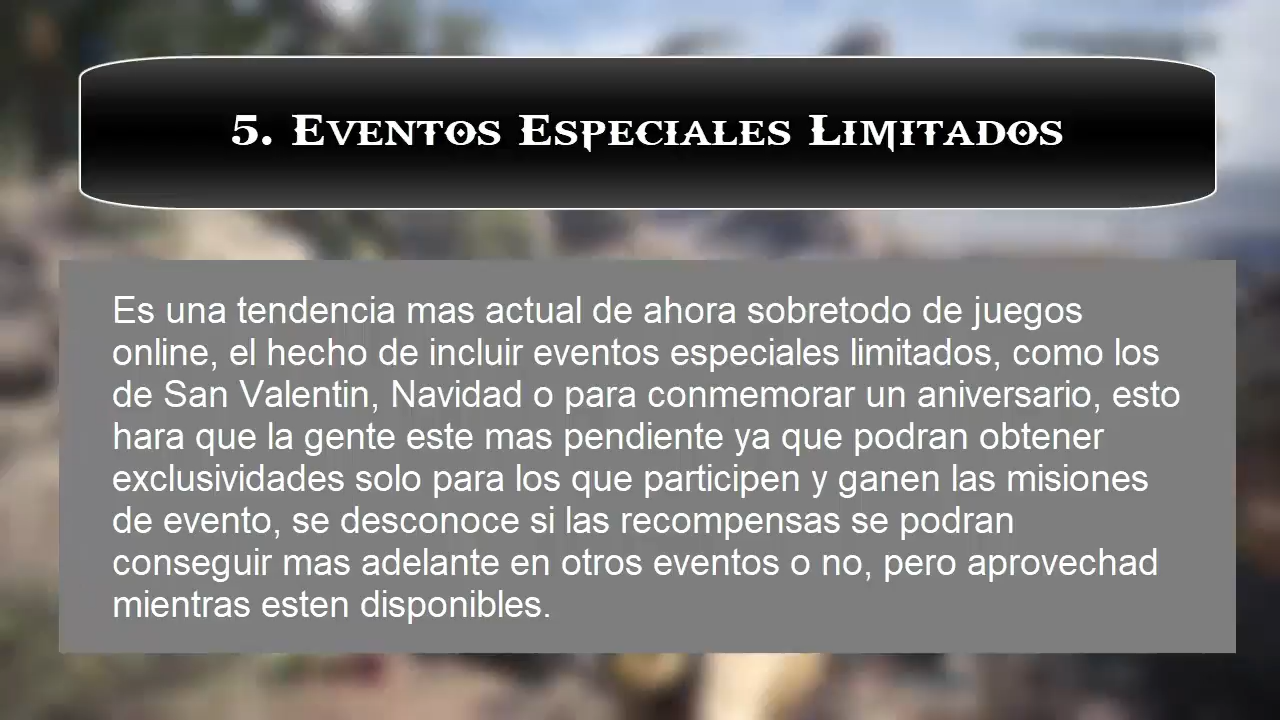 5. Eventos Especiales Limitados
Es una tendencia mas actual de ahora sobretodo de juegos
online, el hecho de incluir eventos especiales limitados, como los
de San Valentin, Navidad o para conmemorar un aniversario, esto
hara que la gente este mas pendiente ya que podran obtener
exclusividades solo para los que participen y ganen las misiones
de evento, se desconoce si las recompensas se podran
conseguir mas adelante en otros eventos o no, pero aprovechad
mientras esten disponibles.